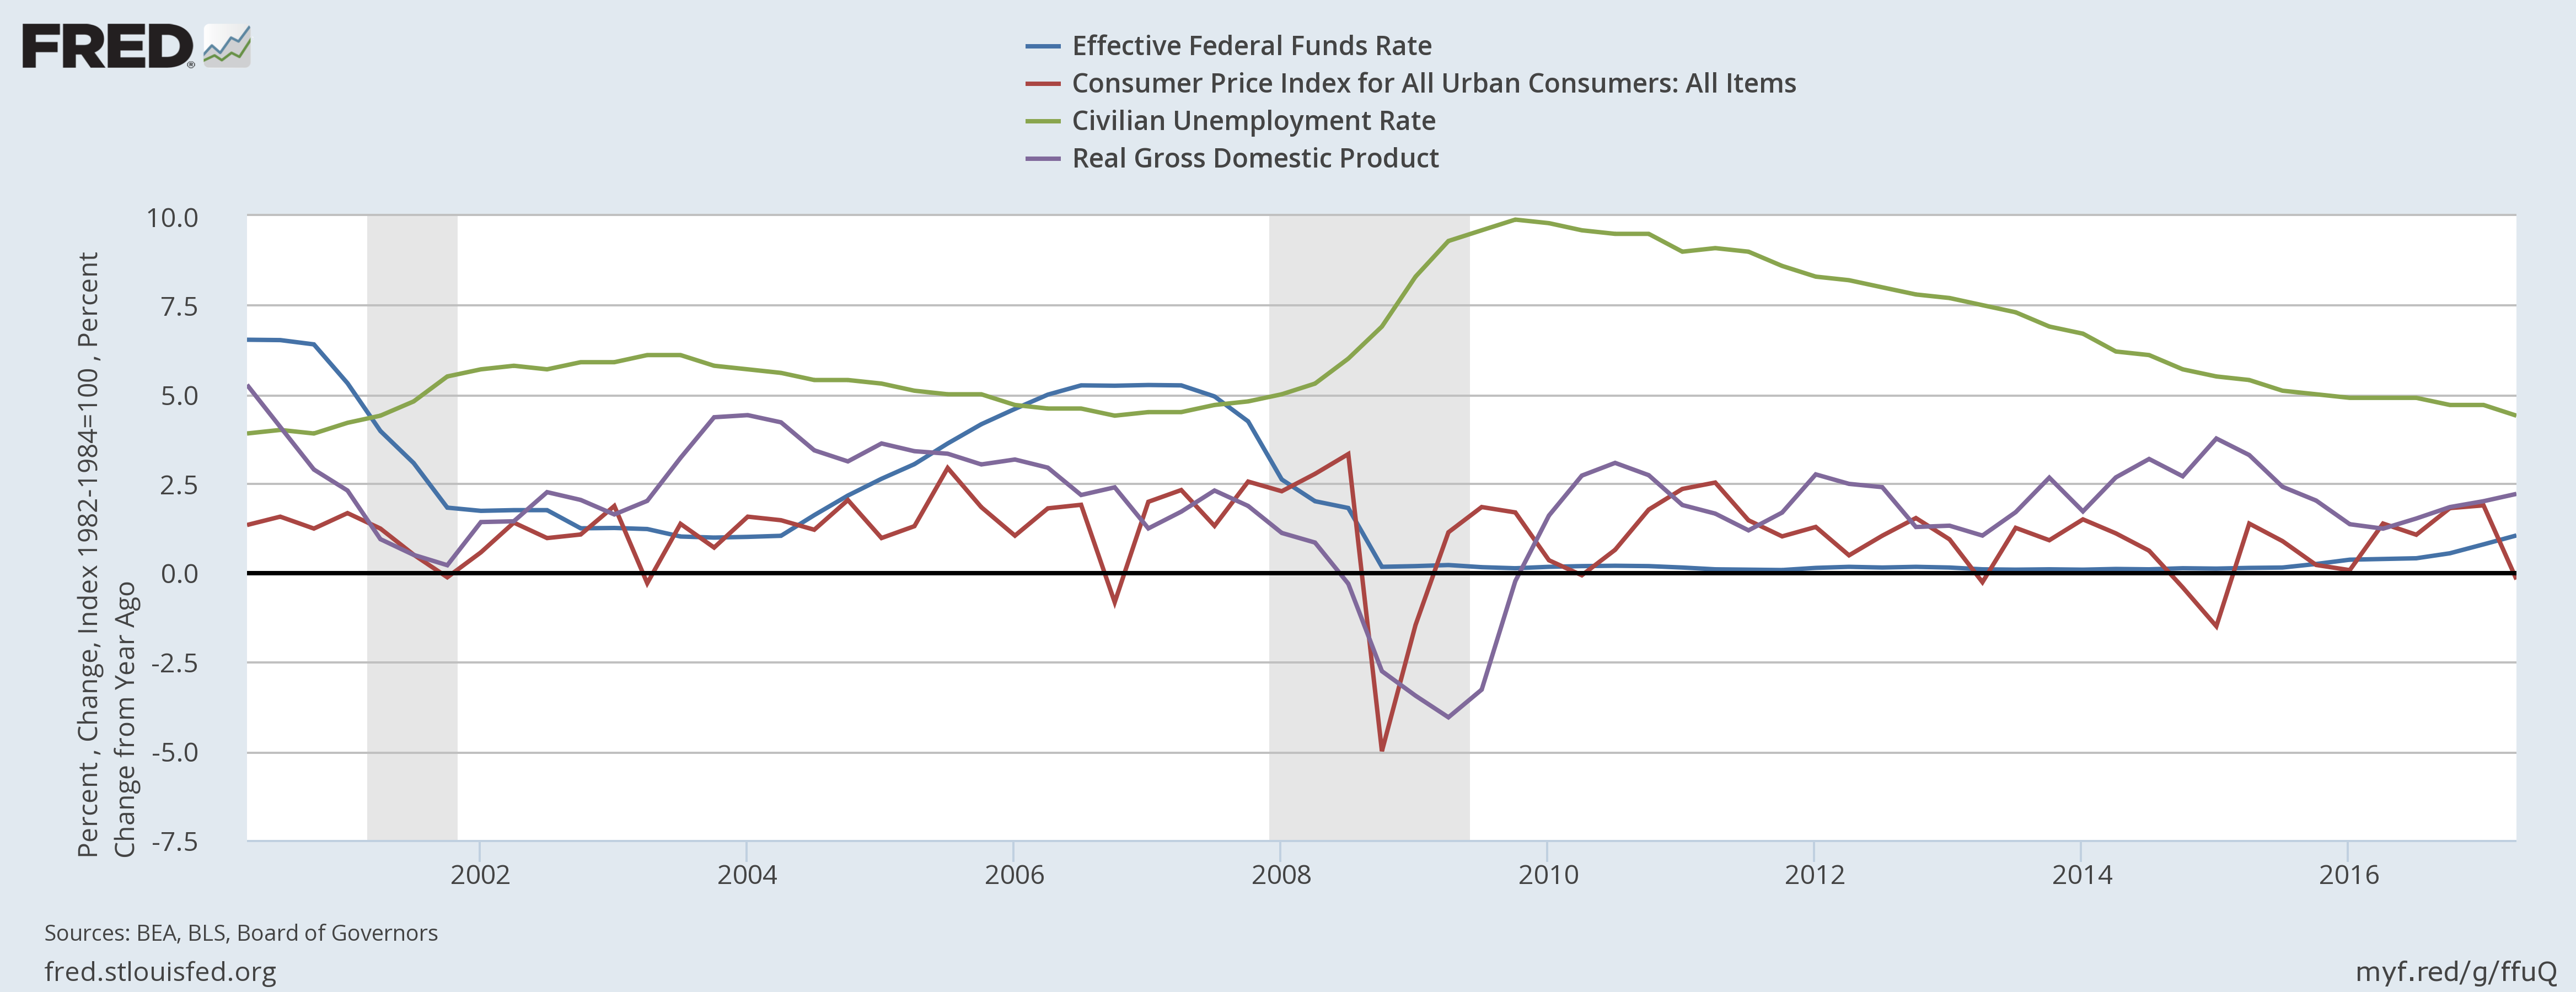 FRED®
Effective Federal Funds Rate
Consumer Price Index for All Urban Consumers: All Items
Civilian Unemployment Rate
Real Gross Domestic Product
Percent , Change, Index 1982-1984=100 , Percent
Change from Year Ago
10.0
7.5
5.0
2.5
0.0
-2.5
-5.0
-7.5
2002 2004 2006 2008 2010 2012 2014 2016
Sources: BEA, BLS, Board of Governors
fred.stlouisfed.org
myf.red/g/ffuQ